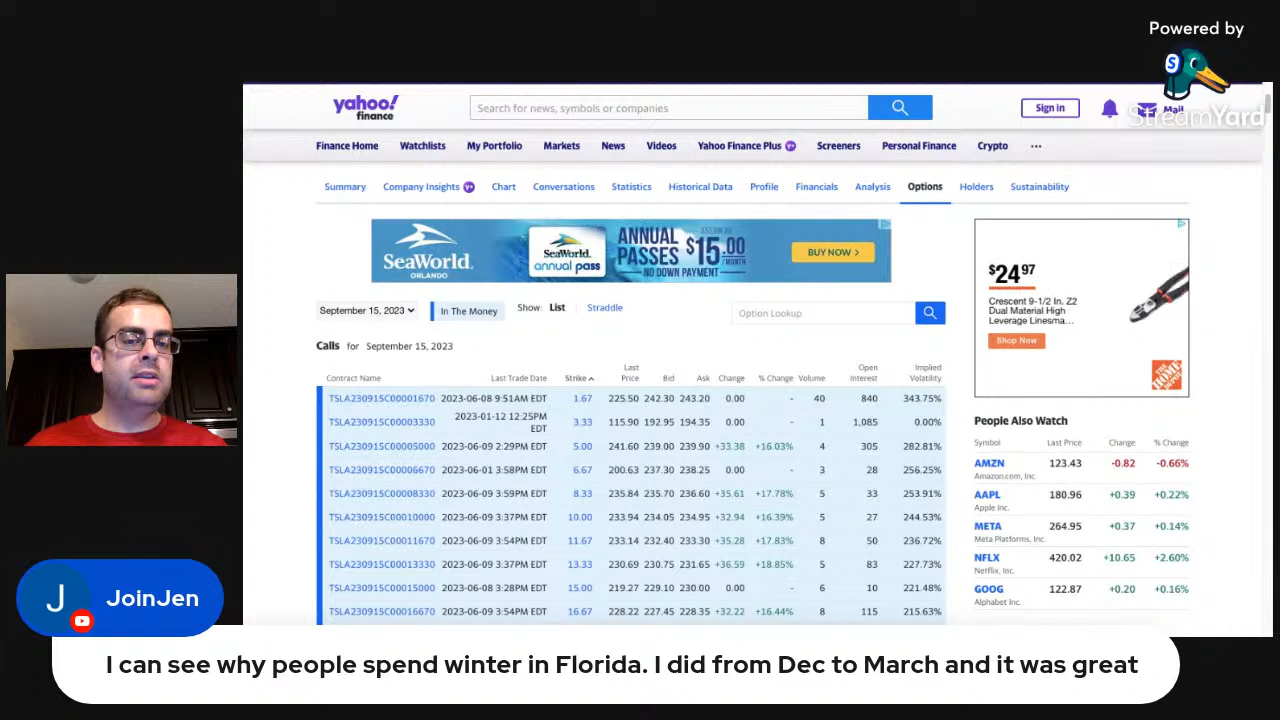 Powered by
S
StreamYard
yahoo!
finance
Search for news, symbols or companies
Sign in
Mail
Finance Home Watchlists My Portfolio Markets News Videos Yahoo Finance Plus Y+ Screeners Personal Finance Crypto ...
Summary Company Insights Y+ Chart Conversations Statistics Historical Data Profile Financials Analysis Options Holders Sustainability
SeaWorld
ORLANDO
SeaWorld
annual pass
ANNUAL
PASSES
AS LOW AS
$15.00
/MONTH
NO DOWN PAYMENT
BUY NOW >
$24.97
Crescent 9-1/2 In. Z2
Dual Material High
Leverage Linesma...
Shop Now
THE HOME DEPOT
September 15, 2023 In The Money Show: List Straddle Option Lookup
Calls for September 15, 2023
Contract Name Last Trade Date Strike Last Price Bid Ask Change % Change Volume Open Interest Implied Volatility
TSLA230915C00001670 2023-06-08 9:51AM EDT 1.67 225.50 242.30 243.20 0.00 - 40 840 343.75%
TSLA230915C00003330 2023-01-12 12:25PM EDT 3.33 115.90 192.95 194.35 0.00 - 1 1,085 0.00%
TSLA230915C00005000 2023-06-09 2:29PM EDT 5.00 241.60 239.00 239.90 +33.38 +16.03% 4 305 282.81%
TSLA230915C00006670 2023-06-01 3:58PM EDT 6.67 200.63 237.30 238.25 0.00 - 3 28 256.25%
TSLA230915C00008330 2023-06-09 3:59PM EDT 8.33 235.84 235.70 236.60 +35.61 +17.78% 5 33 253.91%
TSLA230915C00010000 2023-06-09 3:37PM EDT 10.00 233.94 234.05 234.95 +32.94 +16.39% 5 27 244.53%
TSLA230915C00011670 2023-06-09 3:54PM EDT 11.67 233.14 232.40 233.30 +35.28 +17.83% 8 50 236.72%
TSLA230915C00013330 2023-06-09 3:37PM EDT 13.33 230.69 230.75 231.65 +36.59 +18.85% 5 83 227.73%
TSLA230915C00015000 2023-06-08 3:28PM EDT 15.00 219.27 229.10 230.00 0.00 - 6 10 221.48%
TSLA230915C00016670 2023-06-09 3:54PM EDT 16.67 228.22 227.45 228.35 +32.22 +16.44% 8 115 215.63%
People Also Watch
Symbol Last Price Change % Change
AMZN 123.43 -0.82 -0.66%
Amazon.com, Inc.
AAPL 180.96 +0.39 +0.22%
Apple Inc.
META 264.95 +0.37 +0.14%
Meta Platforms, Inc.
NFLX 420.02 +10.65 +2.60%
Netflix, Inc.
GOOG 122.87 +0.20 +0.16%
Alphabet Inc.
J
JoinJen
I can see why people spend winter in Florida. I did from Dec to March and it was great